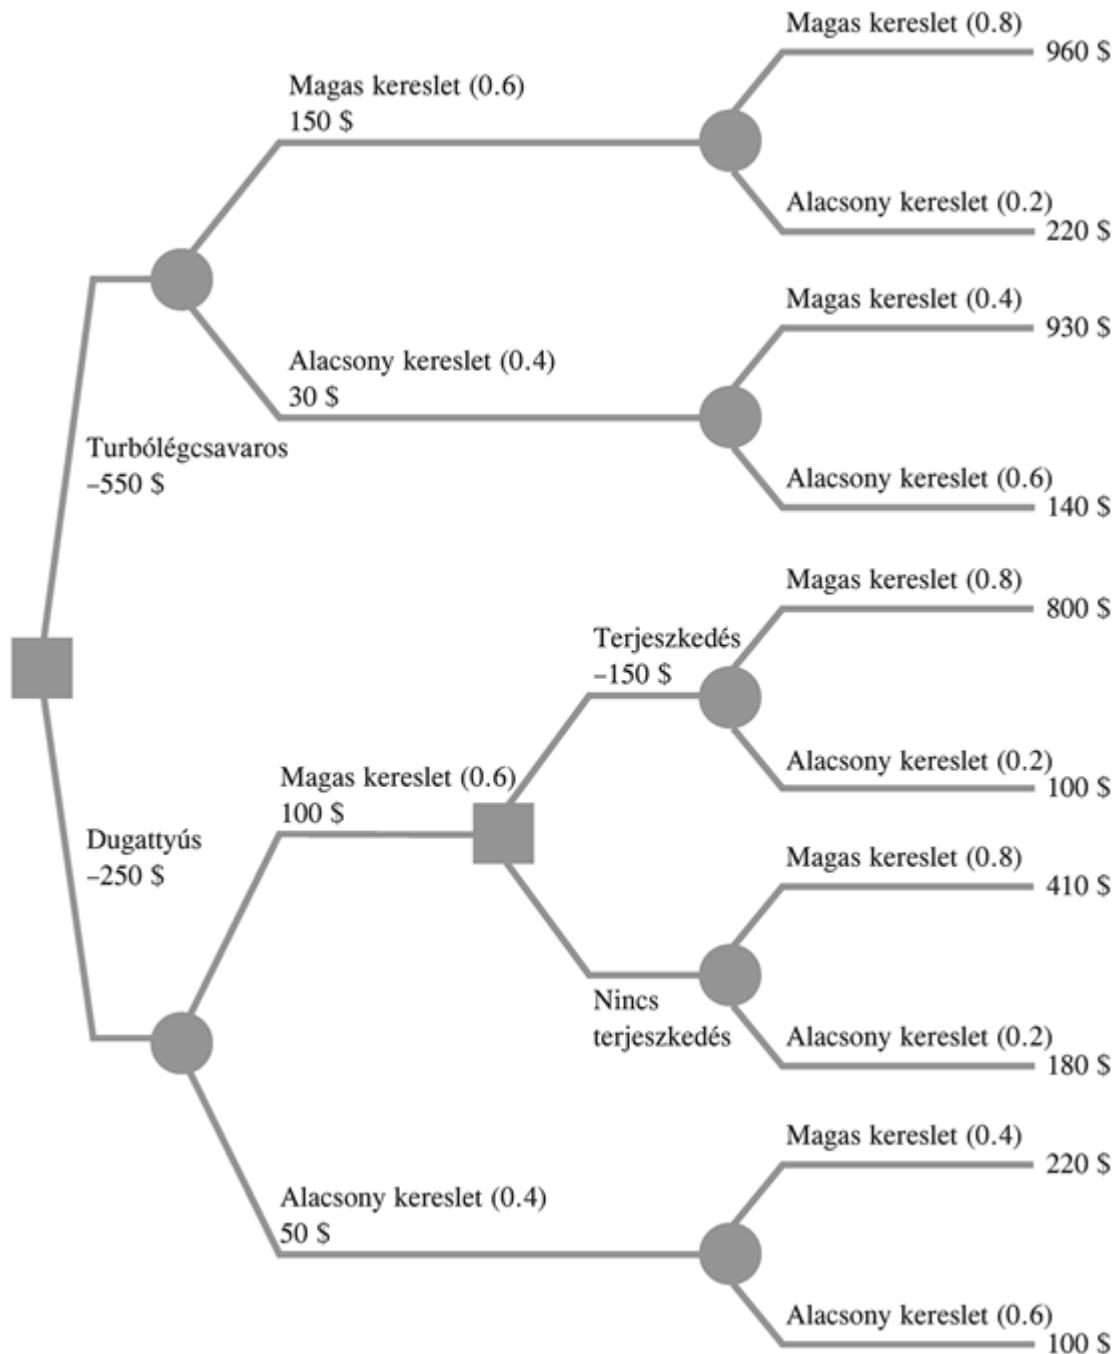 Magas kereslet (0.8)
960 $
Magas kereslet (0.6)
150 $
Alacsony kereslet (0.2)
220 $
Magas kereslet (0.4)
930 $
Alacsony kereslet (0.4)
30 $
Turbólégcsavaros
–550 $
Alacsony kereslet (0.6)
140 $
Magas kereslet (0.8)
800 $
Terjeszkedés
–150 $
Alacsony kereslet (0.2)
100 $
Magas kereslet (0.6)
100 $
Dugattyús
–250 $
Magas kereslet (0.8)
410 $
Nincs
terjeszkedés
Alacsony kereslet (0.2)
180 $
Magas kereslet (0.4)
220 $
Alacsony kereslet (0.4)
50 $
Alacsony kereslet (0.6)
100 $